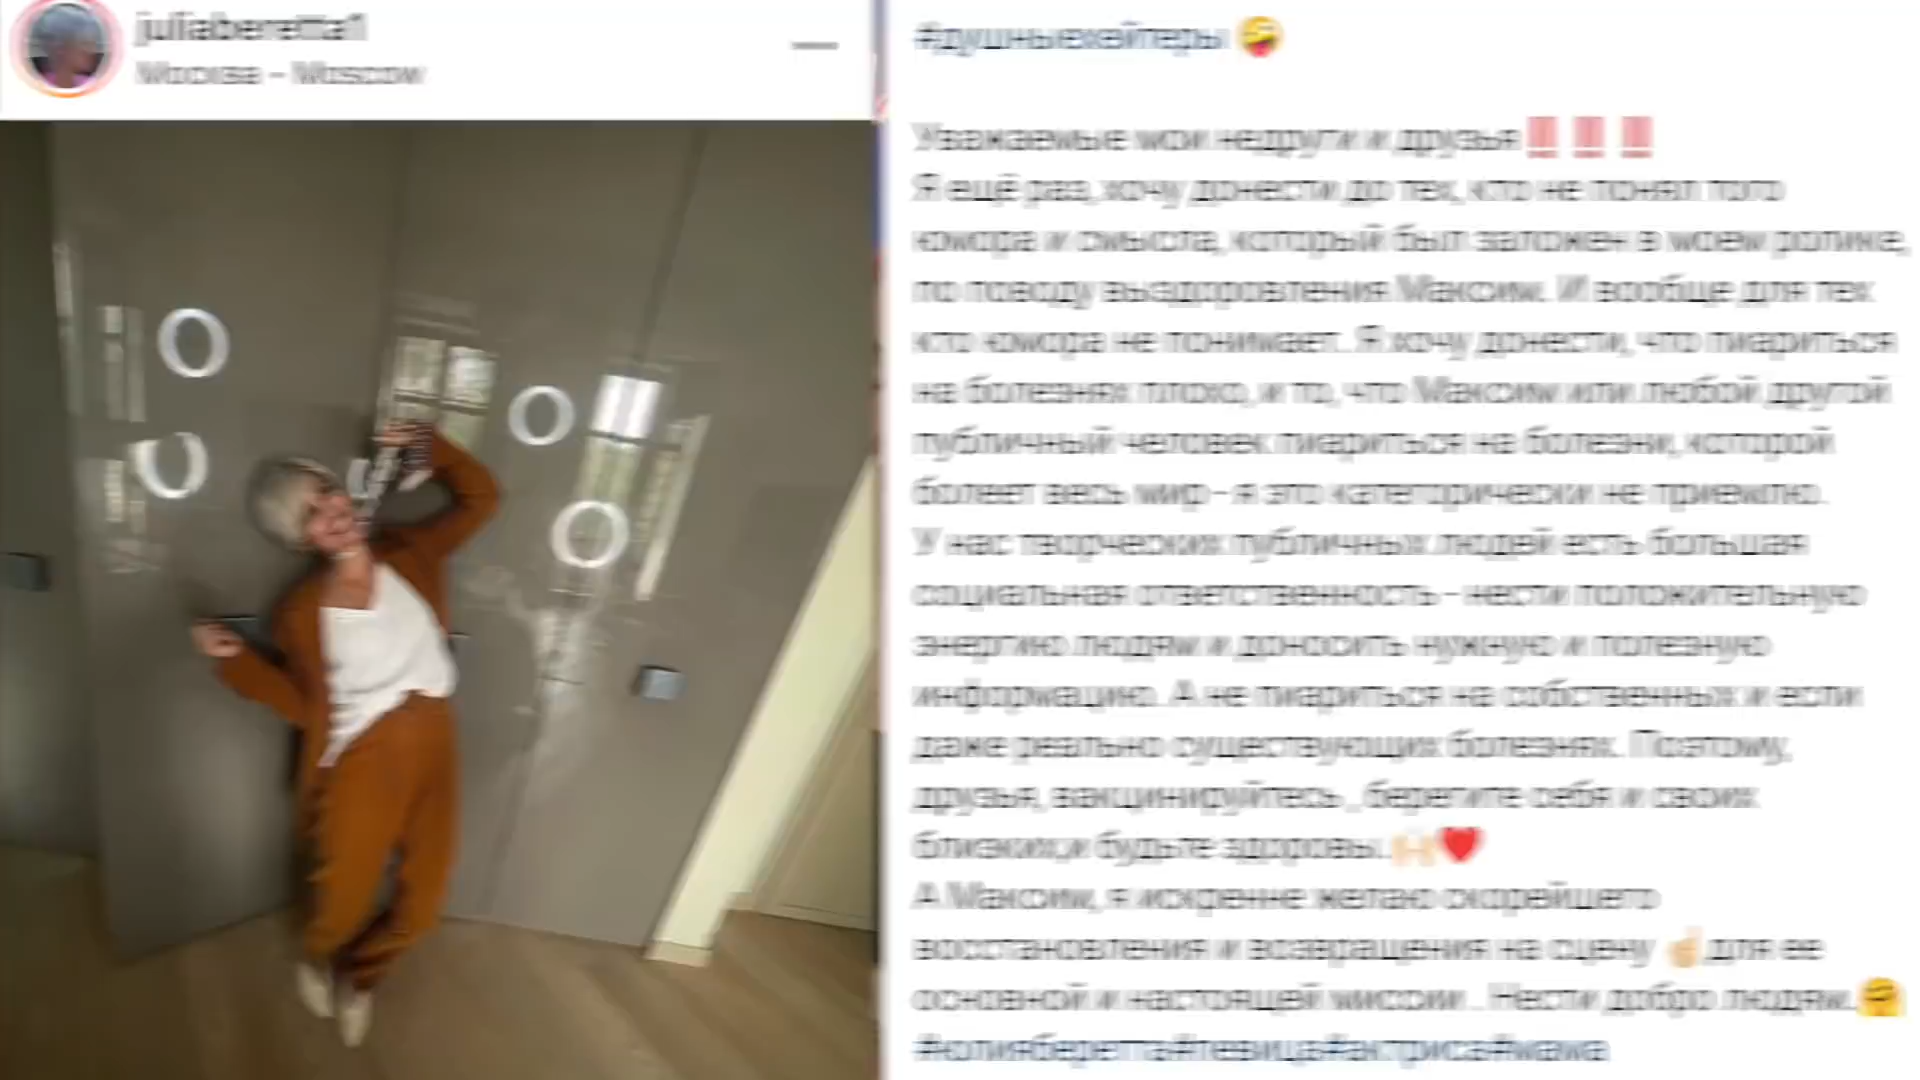 juliaberetta1
Москва - Moscow
#душныехейтеры
Уважаемые мои недруги и друзья
Я ещё раз, хочу донести до тех, кто не понял того
юмора и смысла, который был заложен в моем ролике,
по поводу выздоровления Максим. И вообще для тех
кто юмора не понимает. Я хочу донести, что пиариться
на болезнях плохо, и то, что Максим или любой другой
публичный человек пиариться на болезни, которой
болеет весь мир - я это категорически не приемлю.
У нас творческих публичных людей есть большая
социальная ответственность - нести положительную
энергию людям и доносить нужную и полезную
информацию. А не пиариться на собственных и если
даже реально существующих болезнях. Поэтому,
друзья, вакцинируйтесь , берегите себя и своих
близких,и будьте здоровы.
А Максим, я искренне желаю скорейшего
восстановления и возвращения на сцену для ее
основной и настоящей миссии . Нести добро людям.
#юлияберетта#певица#актриса#мама